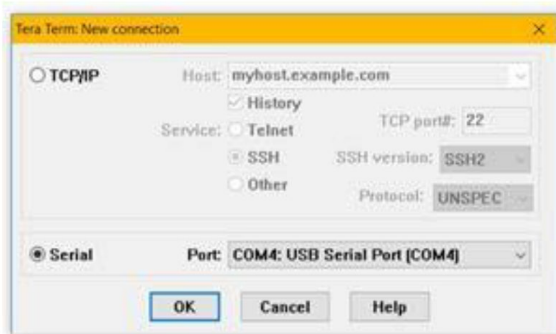 Tera Term: New connection
TCP/IP
Host: myhost.example.com
History
Service: Telnet
TCP port#: 22
SSH
SSH version: SSH2
Other
Protocol: UNSPEC
Serial
Port: COM4: USB Serial Port (COM4)
OK Cancel Help